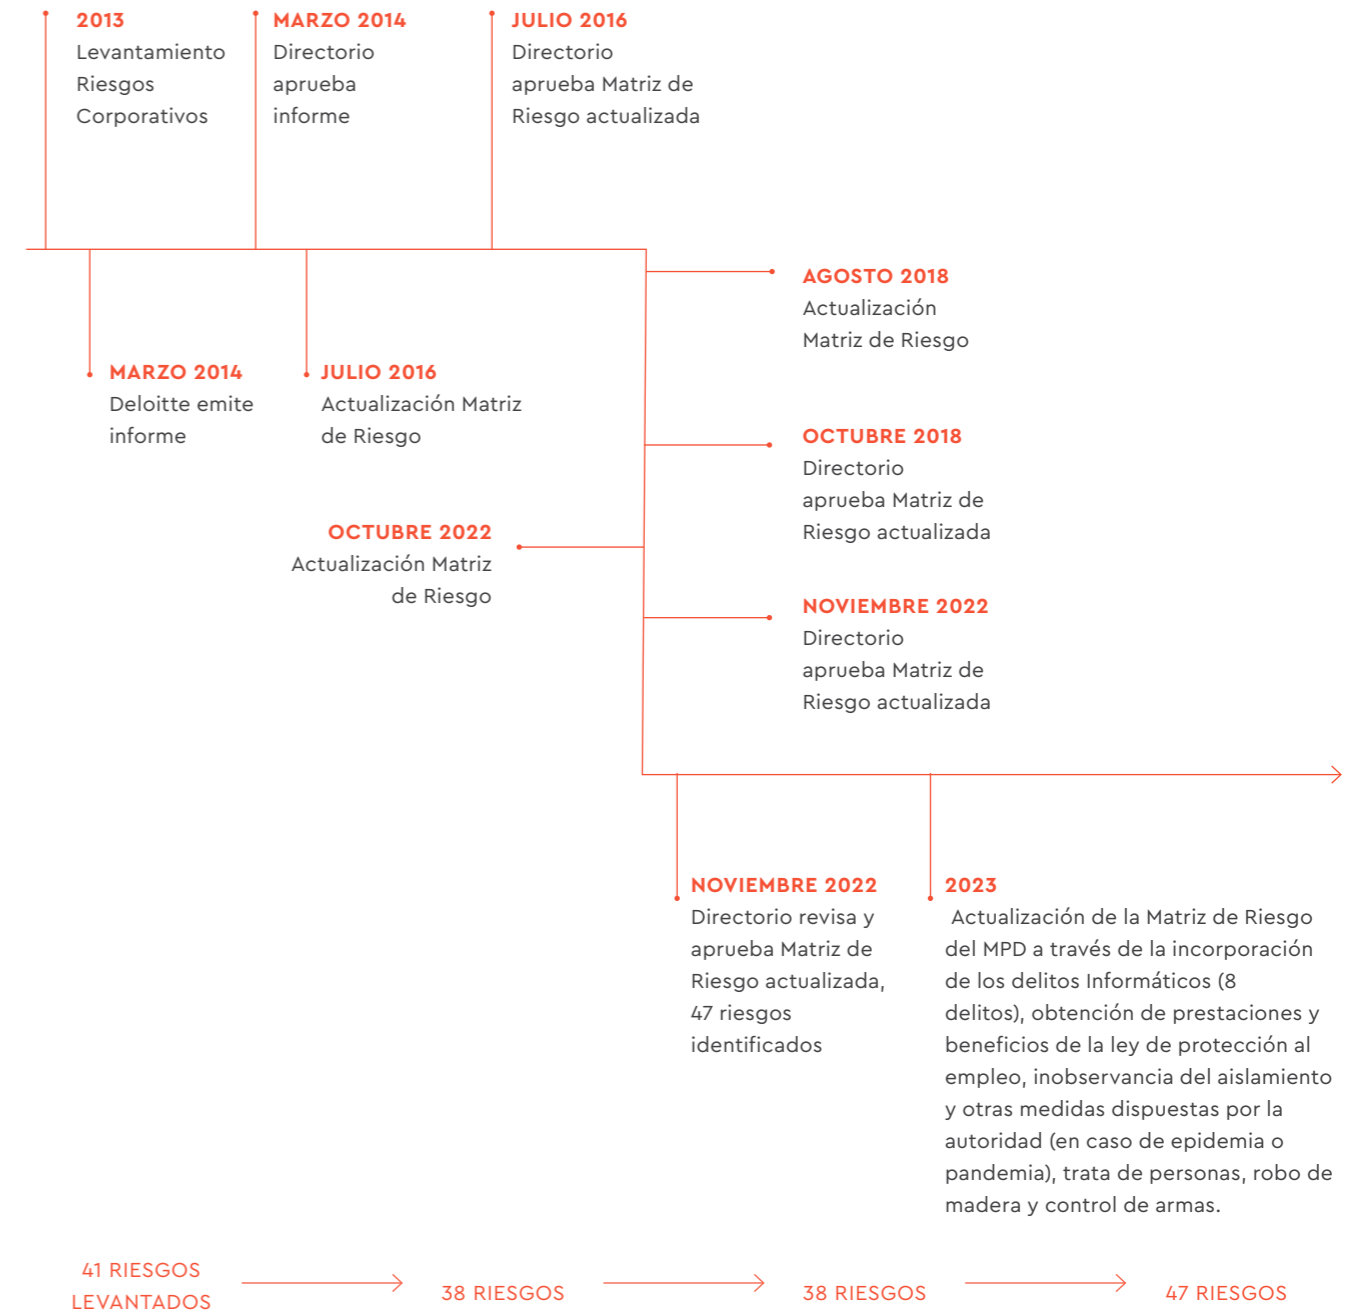 2013
Levantamiento
Riesgos
Corporativos
MARZO 2014
Directorio
aprueba
informe
JULIO 2016
Directorio
aprueba Matriz de
Riesgo actualizada
MARZO 2014
Deloitte emite
informe
JULIO 2016
Actualización Matriz
de Riesgo
AGOSTO 2018
Actualización
Matriz de Riesgo
OCTUBRE 2018
Directorio
aprueba Matriz de
Riesgo actualizada
OCTUBRE 2022
Actualización Matriz
de Riesgo
NOVIEMBRE 2022
Directorio
aprueba Matriz de
Riesgo actualizada
NOVIEMBRE 2022
Directorio revisa y
aprueba Matriz de
Riesgo actualizada,
47 riesgos
identificados
2023
Actualización de la Matriz de Riesgo
del MPD a través de la incorporación
de los delitos Informáticos (8
delitos), obtención de prestaciones y
beneficios de la ley de protección al
empleo, inobservancia del aislamiento
y otras medidas dispuestas por la
autoridad (en caso de epidemia o
pandemia), trata de personas, robo de
madera y control de armas.
41 RIESGOS
LEVANTADOS
38 RIESGOS
38 RIESGOS
47 RIESGOS